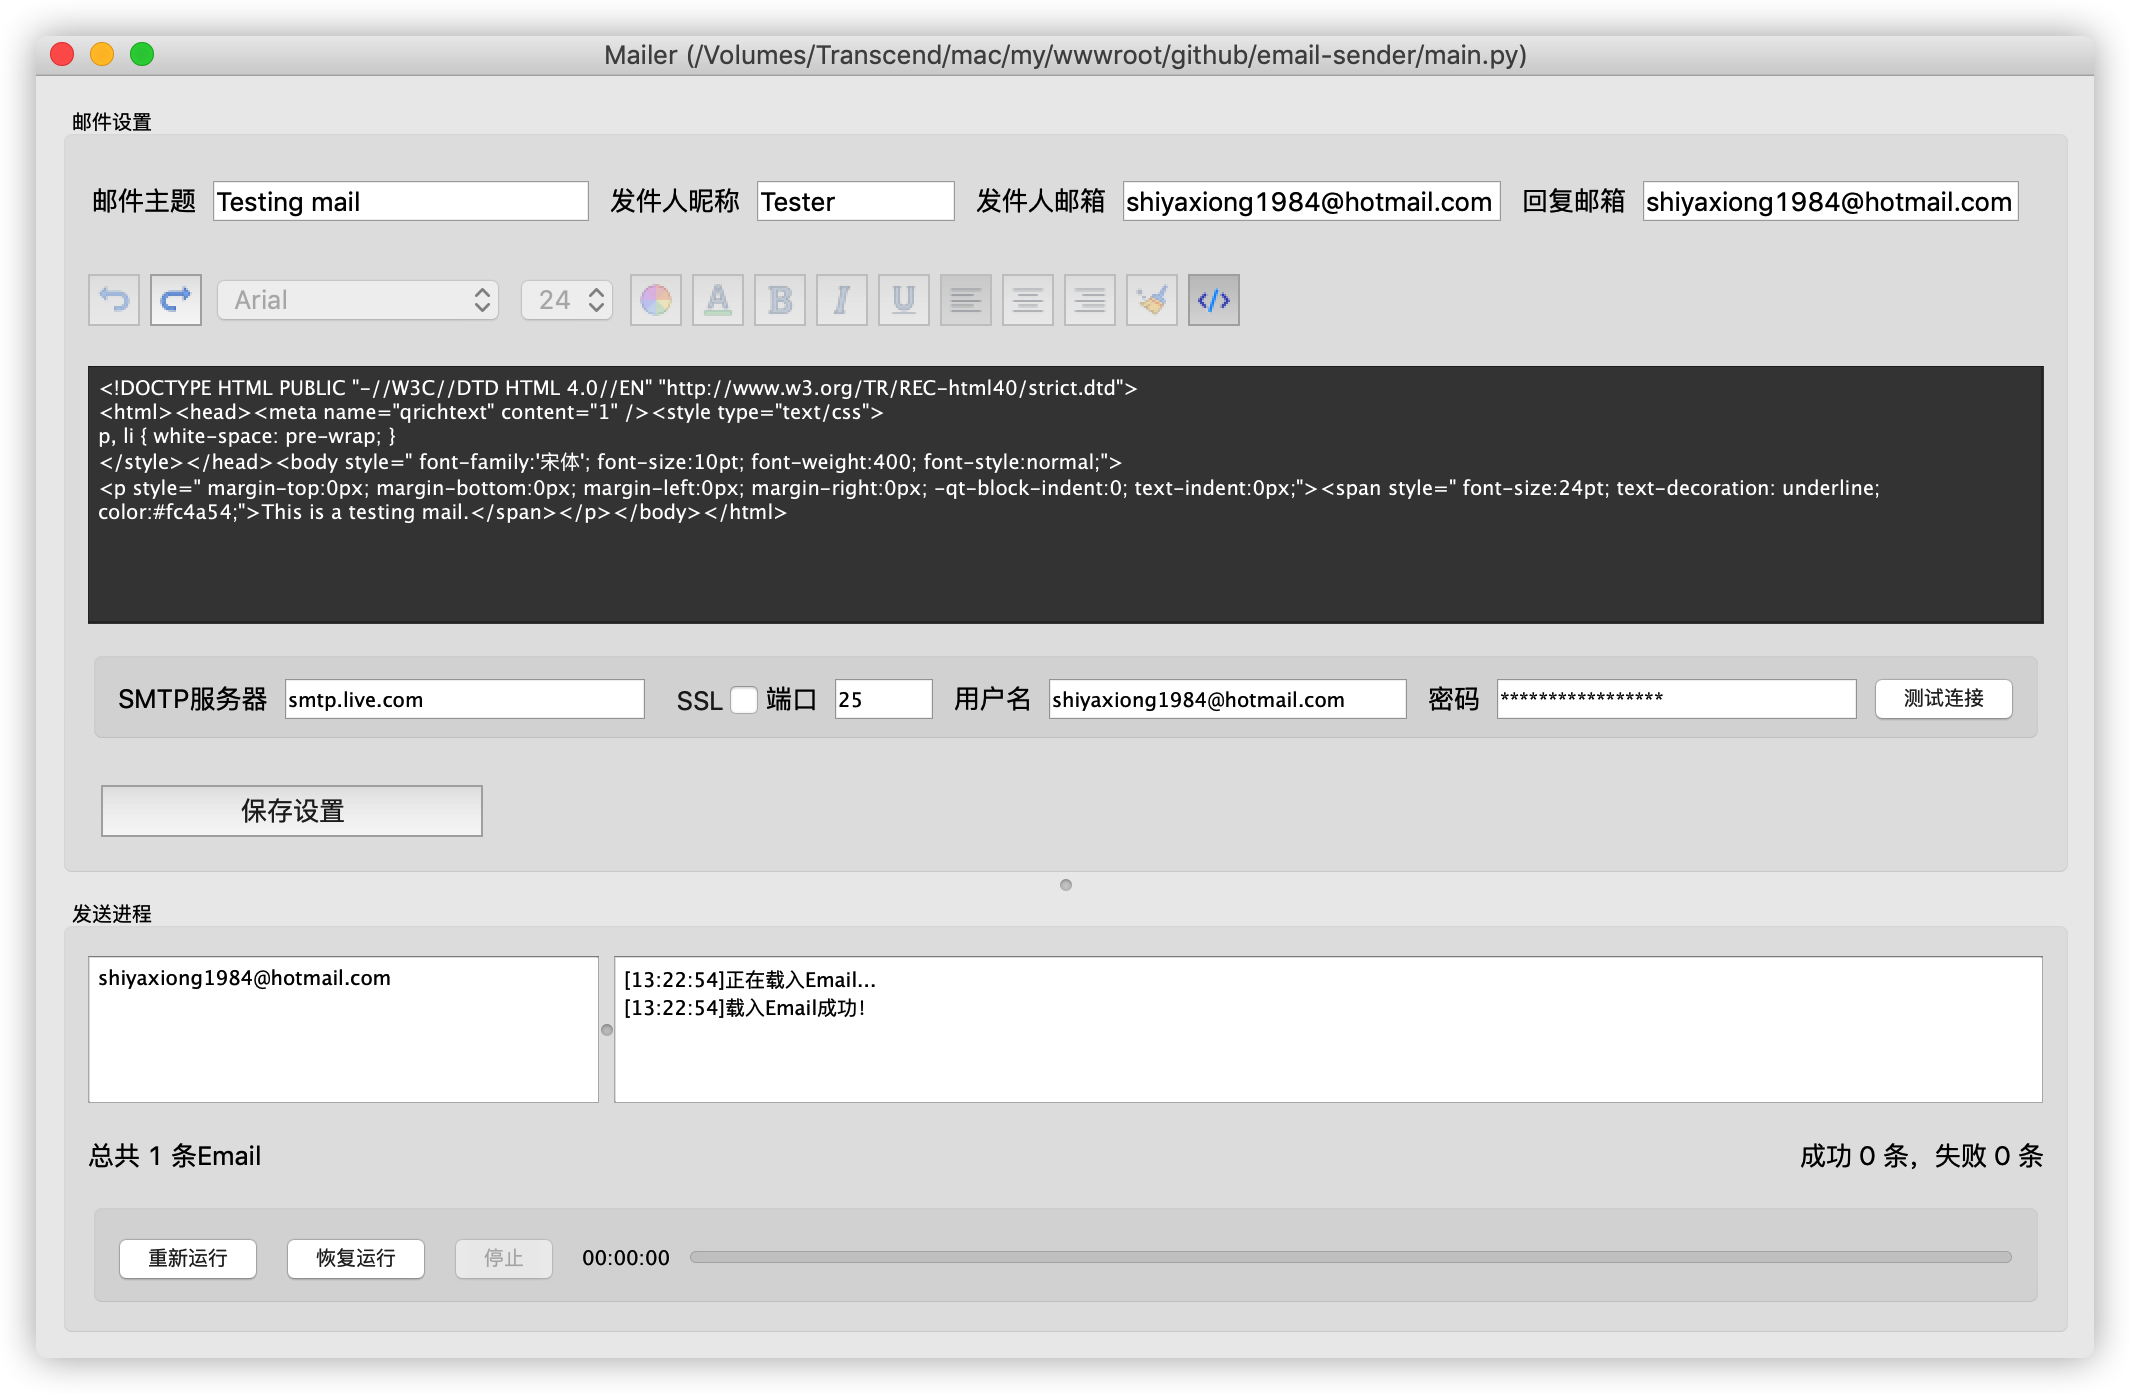 Mailer (/Volumes/Transcend/mac/my/wwwroot/github/email-sender/main.py)
邮件设置
邮件主题 Testing mail 发件人昵称 Tester 发件人邮箱 shiyaxiong1984@hotmail.com 回复邮箱 shiyaxiong1984@hotmail.com
Arial 24 A B I U </>
<!DOCTYPE HTML PUBLIC "-//W3C//DTD HTML 4.0//EN" "http://www.w3.org/TR/REC-html40/strict.dtd">
<html><head><meta name="qrichtext" content="1" /><style type="text/css">
p, li { white-space: pre-wrap; }
</style></head><body style=" font-family:'宋体'; font-size:10pt; font-weight:400; font-style:normal;">
<p style=" margin-top:0px; margin-bottom:0px; margin-left:0px; margin-right:0px; -qt-block-indent:0; text-indent:0px;"><span style=" font-size:24pt; text-decoration: underline;
color:#fc4a54;">This is a testing mail.</span></p></body></html>
SMTP服务器 smtp.live.com SSL 端口 25 用户名 shiyaxiong1984@hotmail.com 密码 ***************** 测试连接
保存设置
发送进程
shiyaxiong1984@hotmail.com
[13:22:54]正在载入Email...
[13:22:54]载入Email成功!
总共 1 条Email 成功 0 条，失败 0 条
重新运行 恢复运行 停止 00:00:00